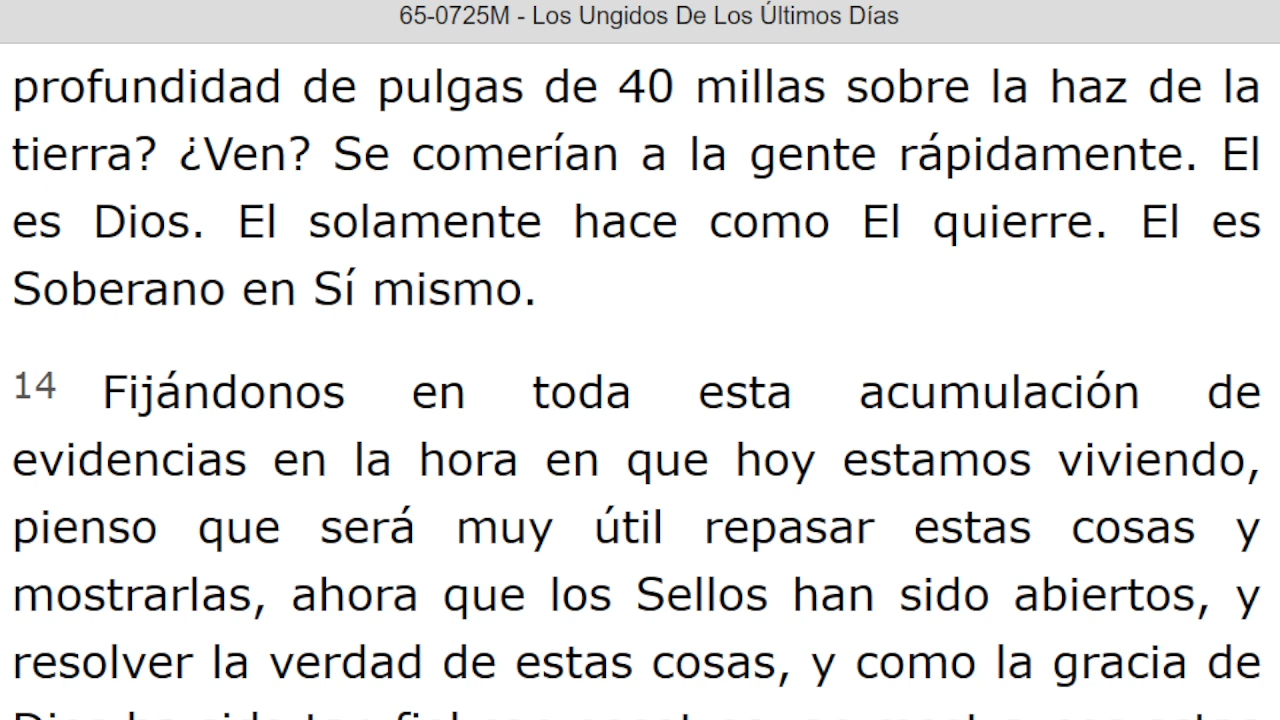 65-0725M - Los Ungidos De Los Últimos Días
profundidad de pulgas de 40 millas sobre la haz de la
tierra? ¿Ven? Se comerían a la gente rápidamente. El
es Dios. El solamente hace como El quierre. El es
Soberano en Sí mismo.
14 Fijándonos en toda esta acumulación de
evidencias en la hora en que hoy estamos viviendo,
pienso que será muy útil repasar estas cosas y
mostrarlas, ahora que los Sellos han sido abiertos, y
resolver la verdad de estas cosas, y como la gracia de